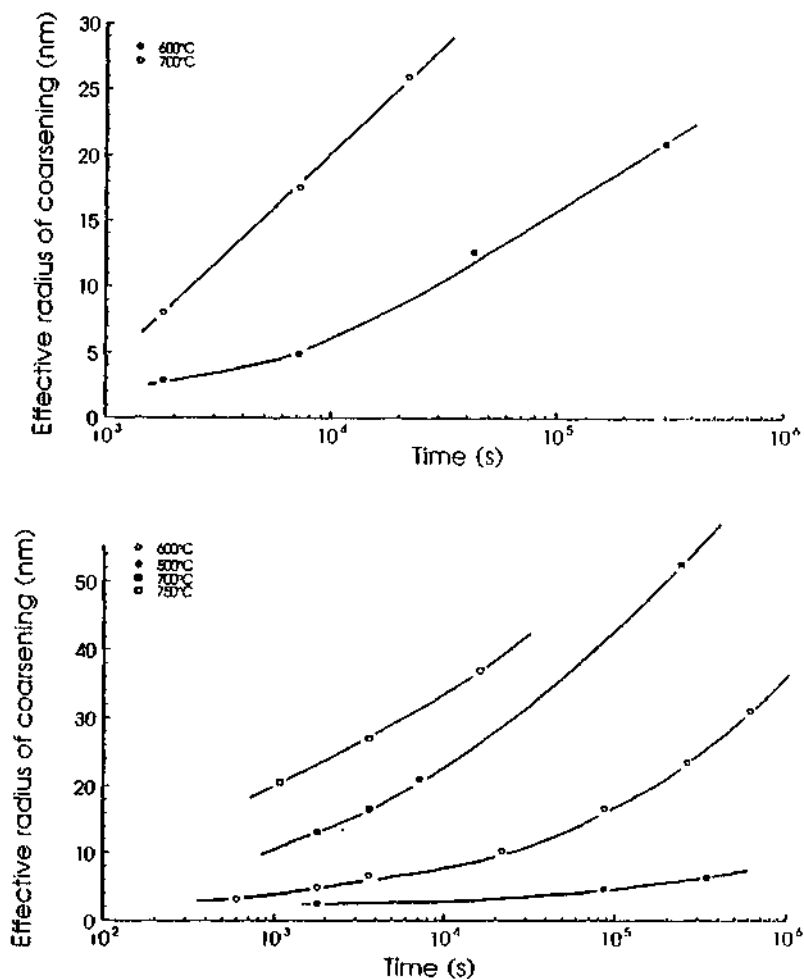 30
600°C
700°C
25
20
15
10
5
0
10³ 10⁴ 10⁵ 10⁶
Time (s)
Effective radius of coarsening (nm)
600°C
500°C
700°C
750°C
50
40
30
20
10
0
10² 10³ 10⁴ 10⁵ 10⁶
Time (s)
Effective radius of coarsening (nm)